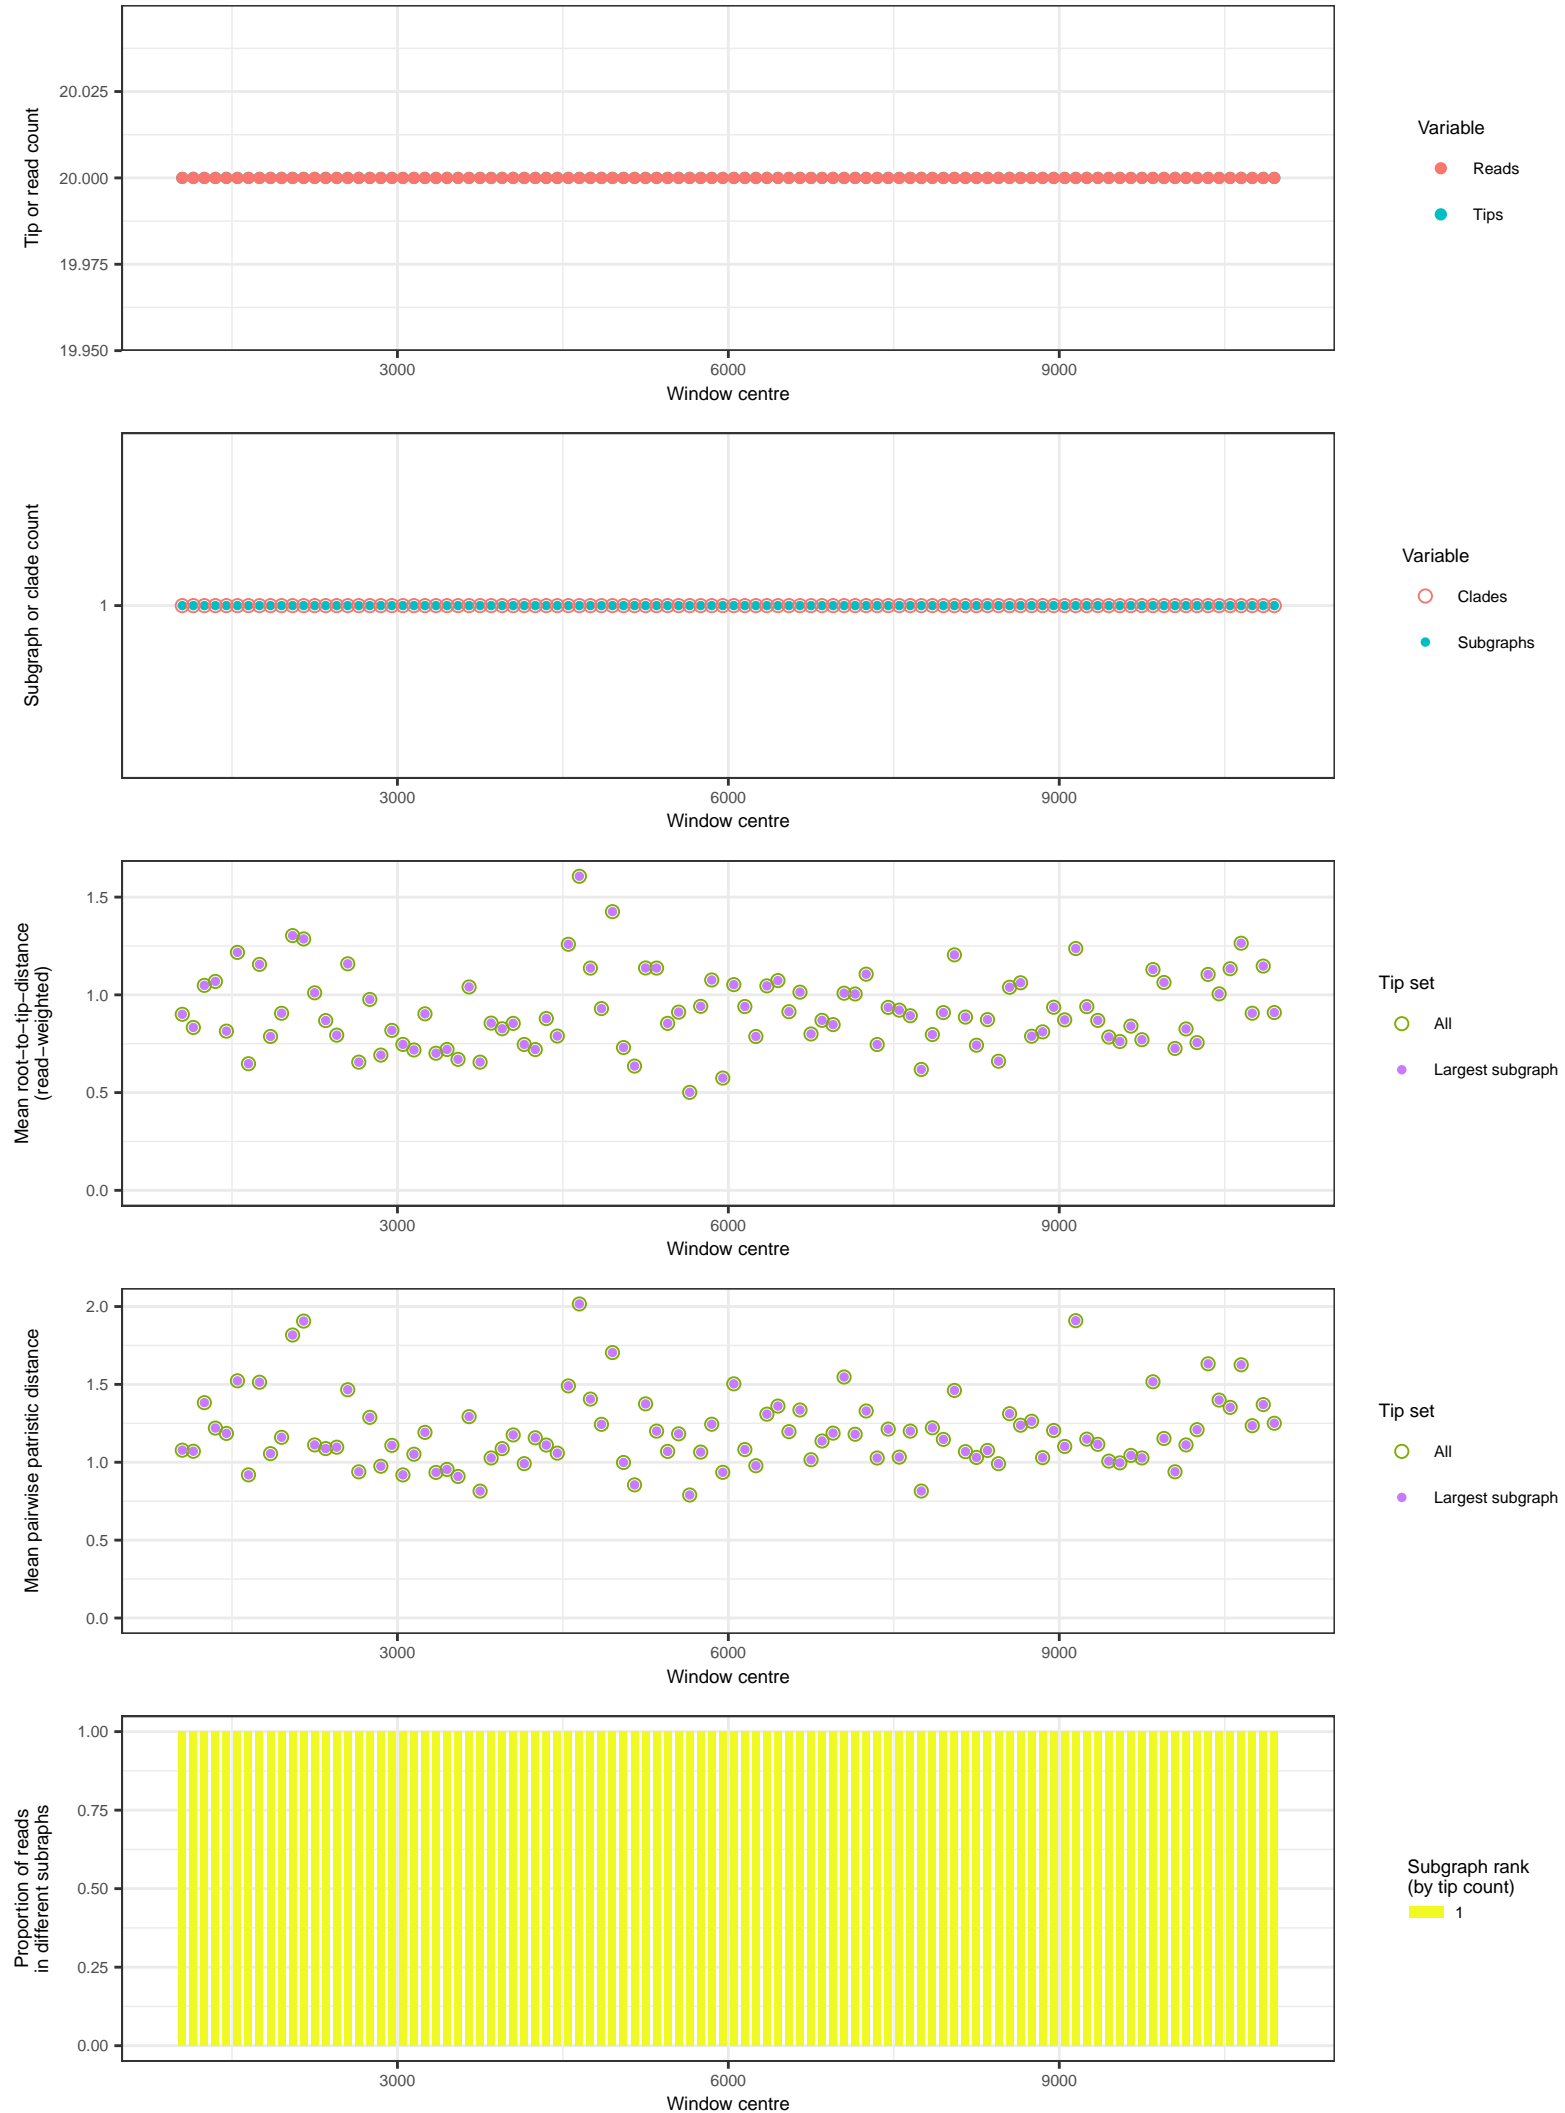 20.025
20.000
19.975
19.950
Tip or read count
3000
6000
9000
Window centre
Variable
Reads
Tips
1
Subgraph or clade count
3000
6000
9000
Window centre
Variable
Clades
Subgraphs
1.5
1.0
0.5
0.0
Mean root−to−tip−distance
(read−weighted)
3000
6000
9000
Window centre
Tip set
All
Largest subgraph
2.0
1.5
1.0
0.5
0.0
Mean pairwise patristic distance
3000
6000
9000
Window centre
Tip set
All
Largest subgraph
1.00
0.75
0.50
0.25
0.00
Proportion of reads
in different subraphs
3000
6000
9000
Window centre
Subgraph rank
(by tip count)
1